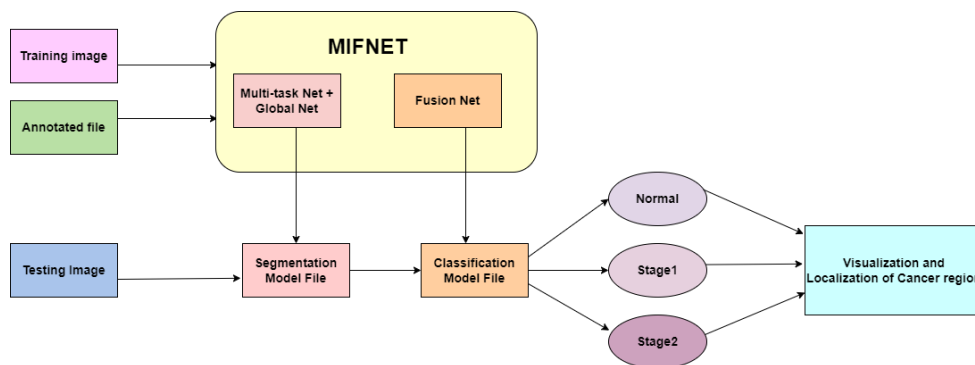 MIFNET
Training image
Multi-task Net +
Global Net
Fusion Net
Annotated file
Normal
Testing Image
Segmentation
Model File
Classification
Model File
Stage1
Stage2
Visualization and
Localization of Cancer region